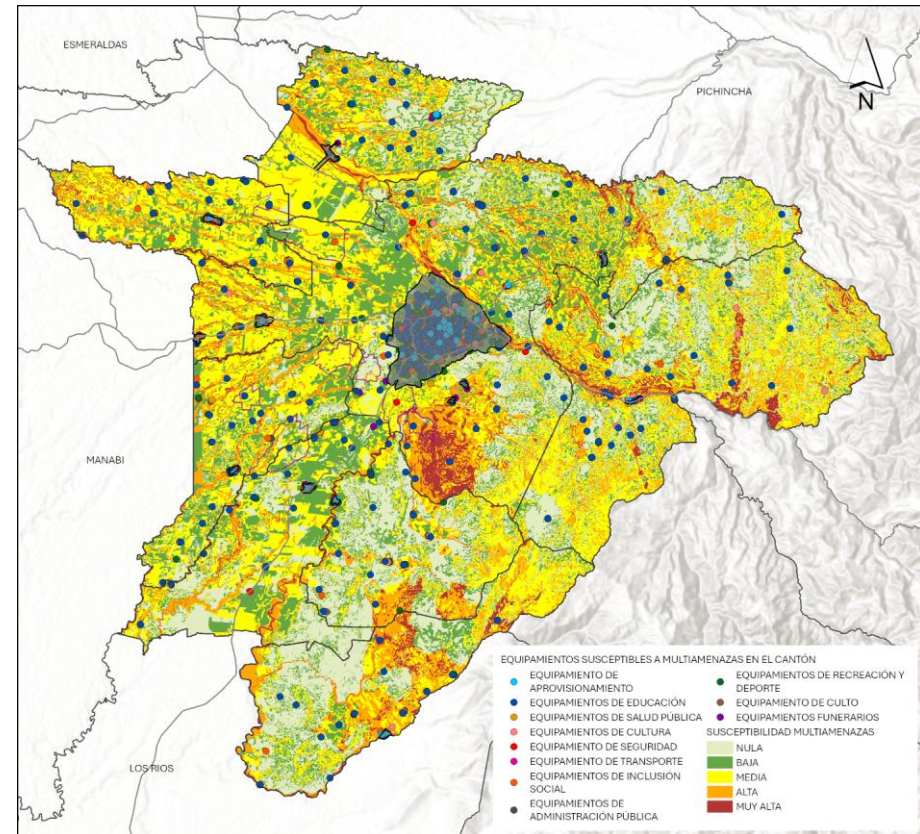 ESMERALDAS
PICHINCHA
N
MANABI
LOS RIOS
EQUIPAMIENTOS SUSCEPTIBLES A MULTIAMENAZAS EN EL CANTÓN
EQUIPAMIENTO DE
APROVISIONAMIENTO
EQUIPAMIENTOS DE EDUCACIÓN
EQUIPAMIENTOS DE SALUD PÚBLICA
EQUIPAMIENTOS DE CULTURA
EQUIPAMIENTO DE SEGURIDAD
EQUIPAMIENTO DE TRANSPORTE
EQUIPAMIENTOS DE INCLUSIÓN
SOCIAL
EQUIPAMIENTOS DE
ADMINISTRACIÓN PÚBLICA
EQUIPAMIENTOS DE RECREACIÓN Y
DEPORTE
EQUIPAMIENTO DE CULTO
EQUIPAMIENTOS FUNERARIOS
SUSCEPTIBILIDAD MULTIAMENAZAS
NULA
BAJA
MEDIA
ALTA
MUY ALTA